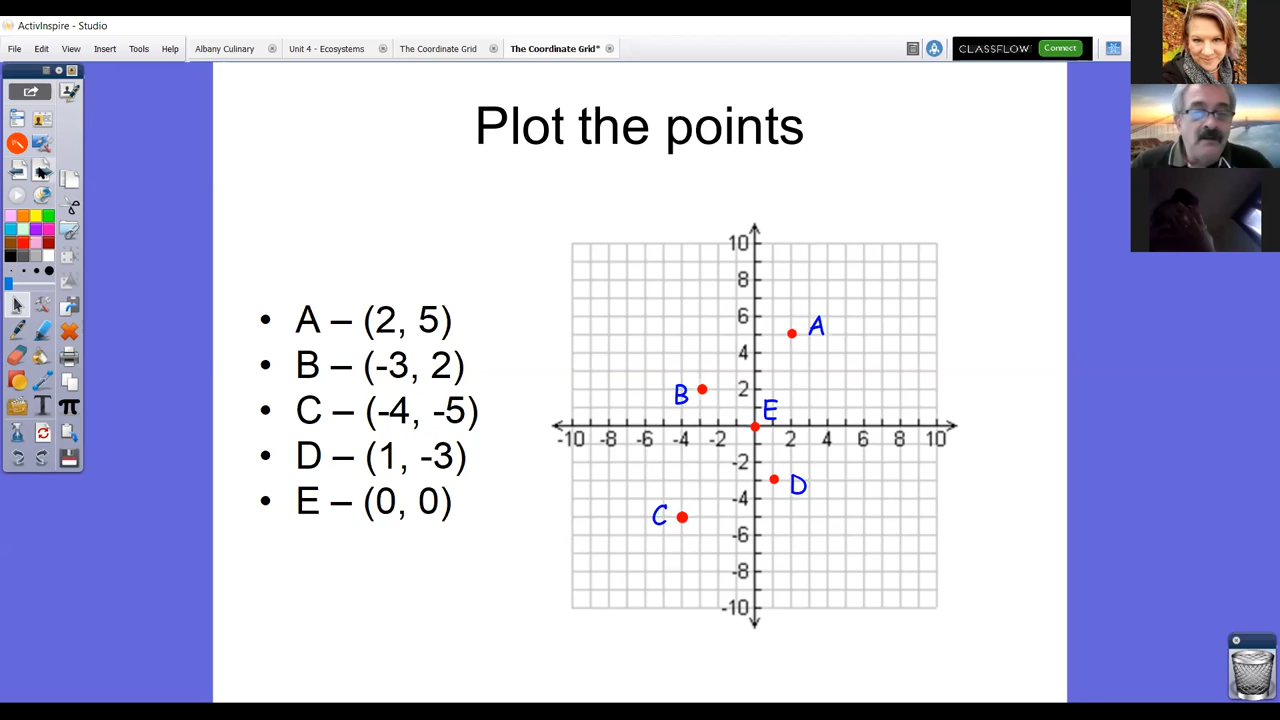 ActivInspire - Studio
File Edit View Insert Tools Help
Albany Culinary
Unit 4 - Ecosystems
The Coordinate Grid
The Coordinate Grid*
CLASSFLOW
Connect
Plot the points
• A – (2, 5)
• B – (-3, 2)
• C – (-4, -5)
• D – (1, -3)
• E – (0, 0)
10
8
6
A
4
B
2
E
-10 -8 -6 -4 -2 2 4 6 8 10
-2
D
-4
C
-6
-8
-10